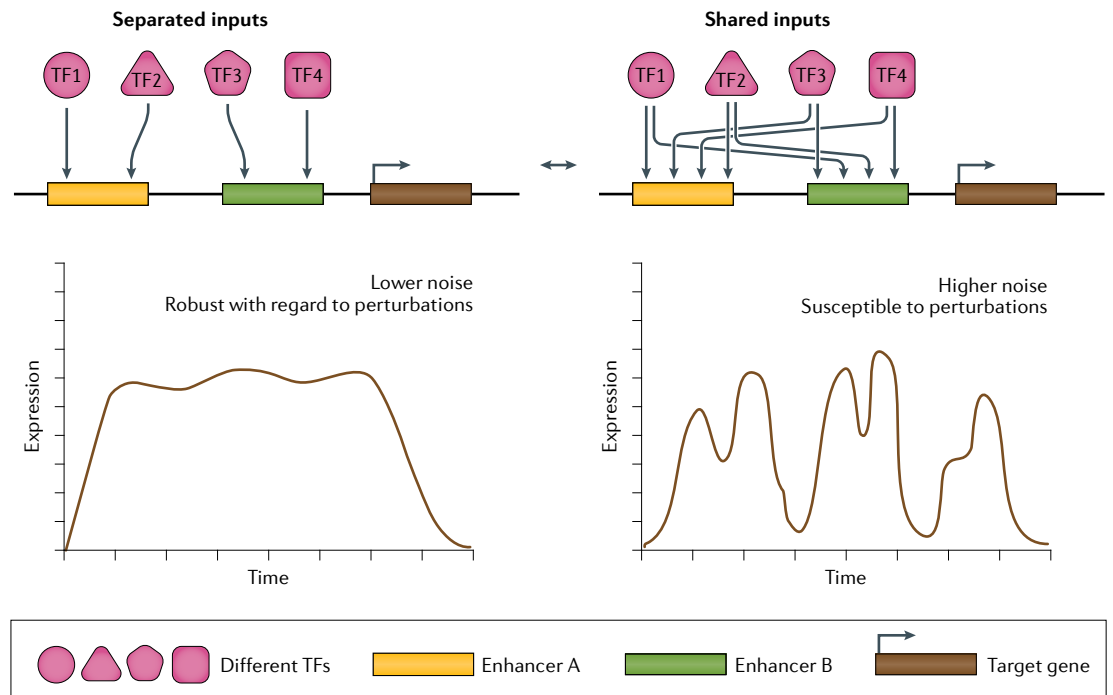 Separated inputs
TF1
TF2
TF3
TF4
Lower noise
Robust with regard to perturbations
Expression
Time
Shared inputs
TF1
TF2
TF3
TF4
Higher noise
Susceptible to perturbations
Expression
Time
Different TFs
Enhancer A
Enhancer B
Target gene